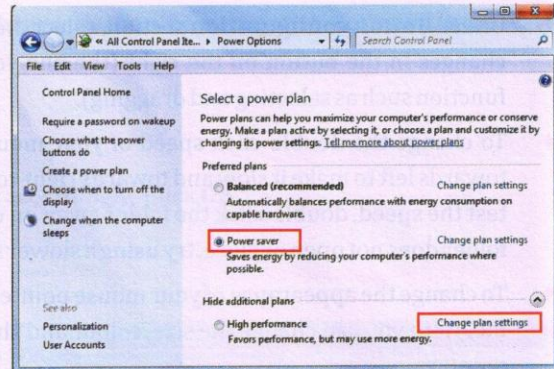 All Control Panel Ite... Power Options
Search Control Panel
File Edit View Tools Help
Control Panel Home
Require a password on wakeup
Choose what the power
buttons do
Create a power plan
Choose when to turn off the
display
Change when the computer
sleeps
See also
Personalization
User Accounts
Select a power plan
Power plans can help you maximize your computer's performance or conserve
energy. Make a plan active by selecting it, or choose a plan and customize it by
changing its power settings. Tell me more about power plans
Preferred plans
Balanced (recommended) Change plan settings
Automatically balances performance with energy consumption on
capable hardware.
Power saver Change plan settings
Saves energy by reducing your computer's performance where
possible.
Hide additional plans
High performance Change plan settings
Favors performance, but may use more energy.